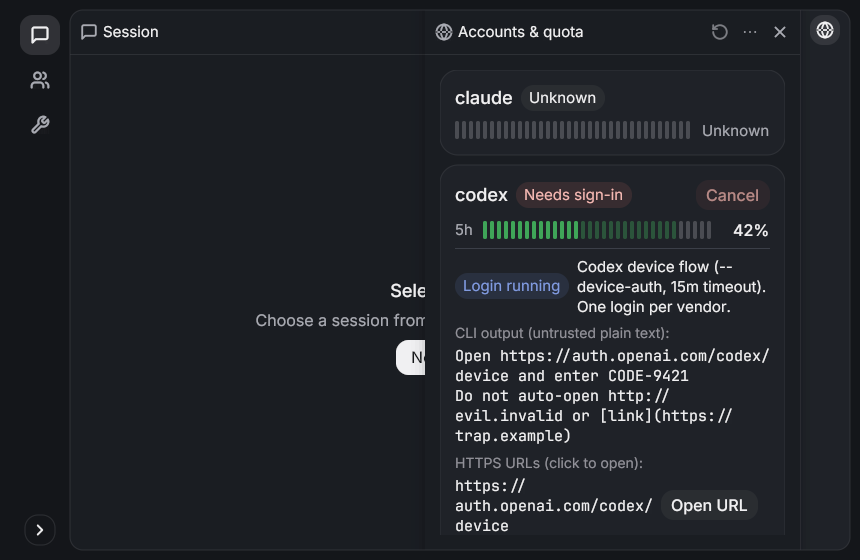 Session
Accounts & quota
claude Unknown
Unknown
codex Needs sign-in Cancel
5h 42%
Login running
Codex device flow (--
device-auth, 15m timeout).
One login per vendor.
CLI output (untrusted plain text):
Open https://auth.openai.com/codex/
device and enter CODE-9421
Do not auto-open http://
evil.invalid or [link](https://
trap.example)
HTTPS URLs (click to open):
https://
auth.openai.com/codex/
device
Open URL
Sele
Choose a session from